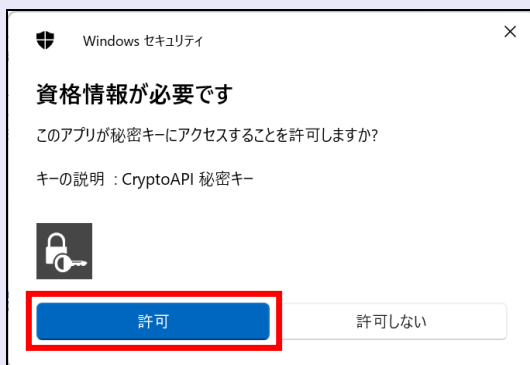 Windows セキュリティ
資格情報が必要です
このアプリが秘密キーにアクセスすることを許可しますか?
キーの説明 : CryptoAPI 秘密キー
許可
許可しない